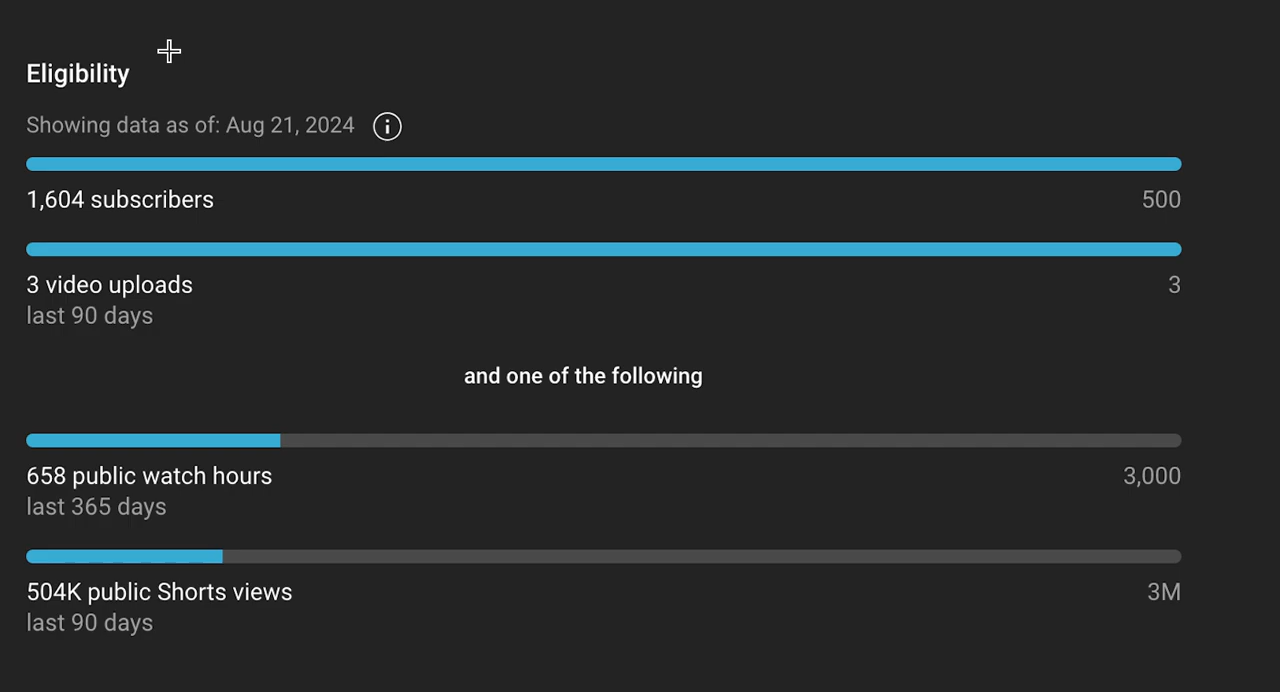 Eligibility
Showing data as of: Aug 21, 2024
1,604 subscribers 500
3 video uploads 3
last 90 days
and one of the following
658 public watch hours 3,000
last 365 days
504K public Shorts views 3M
last 90 days